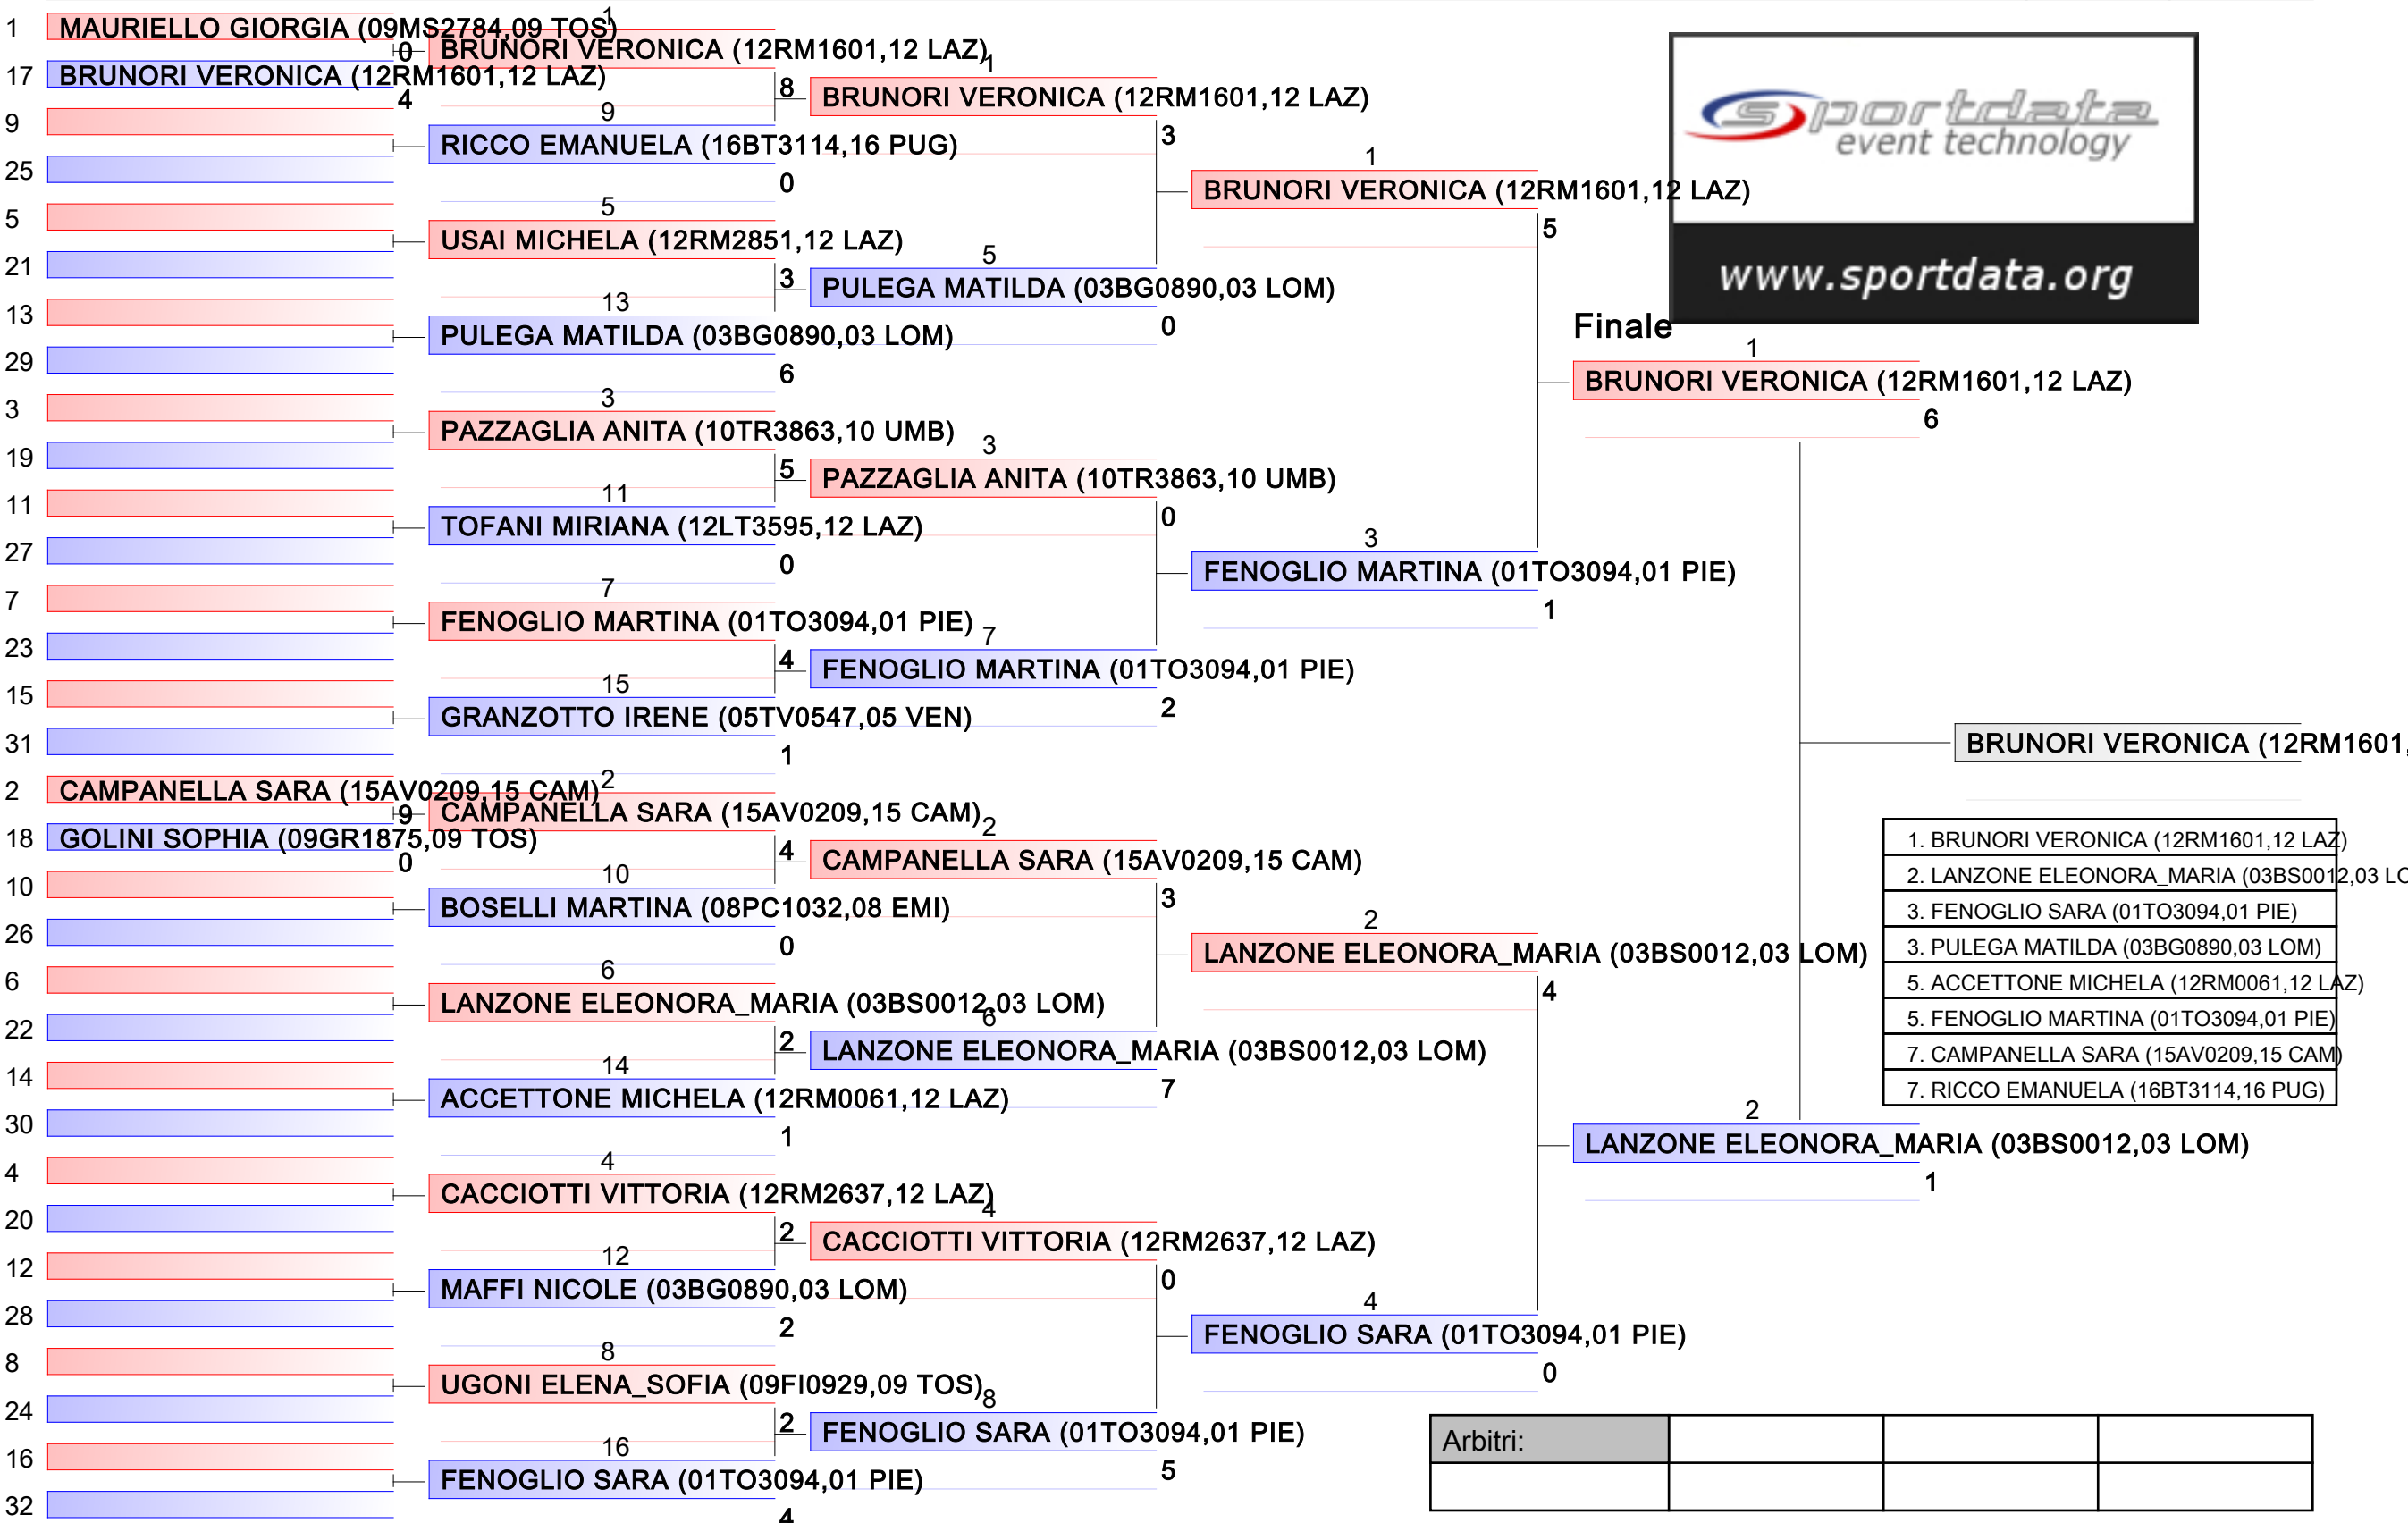 1 MAURIELLO GIORGIA (09MS2784,09 TOS)
0
17 BRUNORI VERONICA (12RM1601,12 LAZ)
4
9
25
5
21
13
29
3
19
11
27
7
23
15
31
2 CAMPANELLA SARA (15AV0209,15 CAM)
9
18 GOLINI SOPHIA (09GR1875,09 TOS)
0
10
26
6
22
14
30
4
20
12
28
8
24
16
32
1
BRUNORI VERONICA (12RM1601,12 LAZ)
8
9
RICCO EMANUELA (16BT3114,16 PUG)
0
5
USAI MICHELA (12RM2851,12 LAZ)
3
13
PULEGA MATILDA (03BG0890,03 LOM)
6
3
PAZZAGLIA ANITA (10TR3863,10 UMB)
5
11
TOFANI MIRIANA (12LT3595,12 LAZ)
0
7
FENOGLIO MARTINA (01TO3094,01 PIE)
4
15
GRANZOTTO IRENE (05TV0547,05 VEN)
1
2
CAMPANELLA SARA (15AV0209,15 CAM)
4
10
BOSELLI MARTINA (08PC1032,08 EMI)
0
6
LANZONE ELEONORA_MARIA (03BS0012,03 LOM)
2
14
ACCETTONE MICHELA (12RM0061,12 LAZ)
1
4
CACCIOTTI VITTORIA (12RM2637,12 LAZ)
2
12
MAFFI NICOLE (03BG0890,03 LOM)
2
8
UGONI ELENA_SOFIA (09FI0929,09 TOS)
2
16
FENOGLIO SARA (01TO3094,01 PIE)
4
1
BRUNORI VERONICA (12RM1601,12 LAZ)
3
5
PULEGA MATILDA (03BG0890,03 LOM)
0
3
PAZZAGLIA ANITA (10TR3863,10 UMB)
0
7
FENOGLIO MARTINA (01TO3094,01 PIE)
2
2
CAMPANELLA SARA (15AV0209,15 CAM)
3
6
LANZONE ELEONORA_MARIA (03BS0012,03 LOM)
7
4
CACCIOTTI VITTORIA (12RM2637,12 LAZ)
0
8
FENOGLIO SARA (01TO3094,01 PIE)
5
1
BRUNORI VERONICA (12RM1601,12 LAZ)
5
3
FENOGLIO MARTINA (01TO3094,01 PIE)
1
2
LANZONE ELEONORA_MARIA (03BS0012,03 LOM)
4
4
FENOGLIO SARA (01TO3094,01 PIE)
0
sportdata
event technology
www.sportdata.org
Finale
1
BRUNORI VERONICA (12RM1601,12 LAZ)
6
2
LANZONE ELEONORA_MARIA (03BS0012,03 LOM)
1
BRUNORI VERONICA (12RM1601,
1. BRUNORI VERONICA (12RM1601,12 LAZ)
2. LANZONE ELEONORA_MARIA (03BS0012,03 LO
3. FENOGLIO SARA (01TO3094,01 PIE)
3. PULEGA MATILDA (03BG0890,03 LOM)
5. ACCETTONE MICHELA (12RM0061,12 LAZ)
5. FENOGLIO MARTINA (01TO3094,01 PIE)
7. CAMPANELLA SARA (15AV0209,15 CAM)
7. RICCO EMANUELA (16BT3114,16 PUG)
Arbitri: